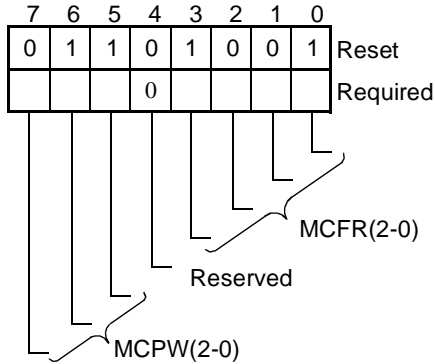 7 6 5 4 3 2 1 0
0 1 1 0 1 0 0 1 Reset
0 Required
MCFR(2-0)
Reserved
MCPW(2-0)